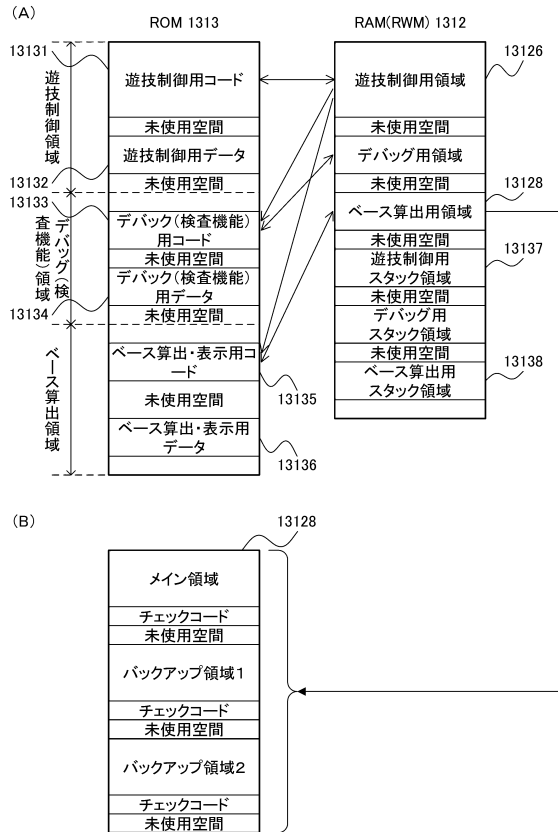 (A)
ROM 1313
RAM(RWM) 1312
13131
遊技制御領域
遊技制御用コード
未使用空間
13132
遊技制御用データ
未使用空間
13133
デバッグ(検
査機能)領域
デバック(検査機能)
用コード
未使用空間
デバック(検査機能)
用データ
13134
未使用空間
ベース算出領域
ベース算出・表示用コ
ード
13135
未使用空間
ベース算出・表示用
データ
13136
遊技制御用領域
13126
未使用空間
デバッグ用領域
未使用空間
13128
ベース算出用領域
未使用空間
13137
遊技制御用
スタック領域
未使用空間
デバッグ用
スタック領域
未使用空間
13138
ベース算出用
スタック領域
(B)
13128
メイン領域
チェックコード
未使用空間
バックアップ領域1
チェックコード
未使用空間
バックアップ領域2
チェックコード
未使用空間